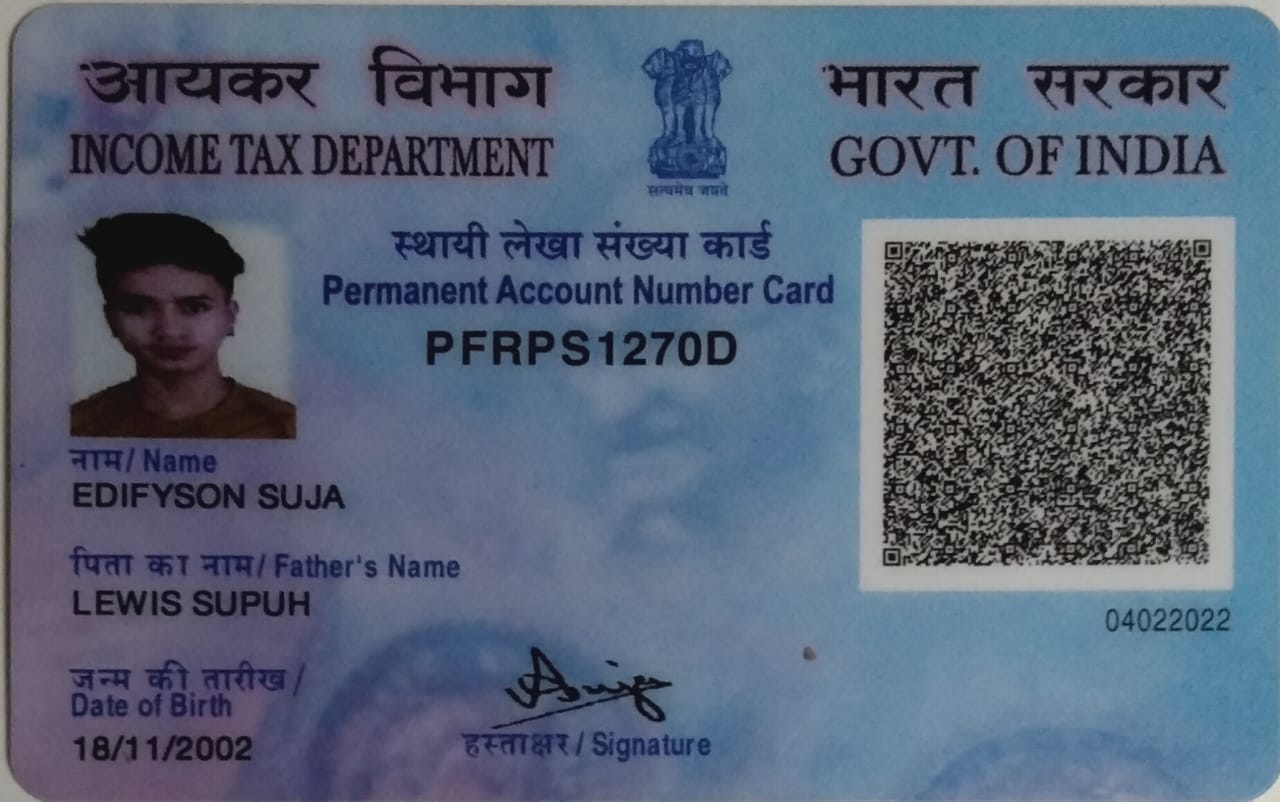 आयकर विभाग
INCOME TAX DEPARTMENT
सत्यमेव जयते
भारत सरकार
GOVT. OF INDIA
स्थायी लेखा संख्या कार्ड
Permanent Account Number Card
PFRPS1270D
नाम/ Name
EDIFYSON SUJA
पिता का नाम/ Father's Name
LEWIS SUPUH
04022022
जन्म की तारीख/
Date of Birth
18/11/2002
Suja
हस्ताक्षर/ Signature